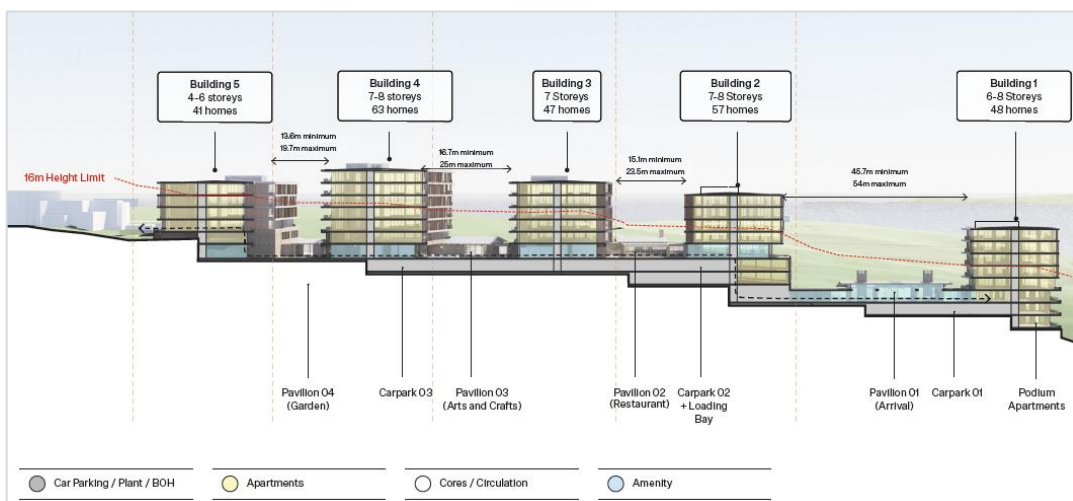 Building 5
4-6 storeys
41 homes
Building 4
7-8 storeys
63 homes
Building 3
7 Storeys
47 homes
Building 2
7-8 Storeys
57 homes
Building 1
6-8 Storeys
48 homes
13.6m minimum
19.7m maximum
16.7m minimum
25m maximum
15.1m minimum
23.5m maximum
45.7m minimum
54m maximum
16m Height Limit
Pavilion 04
(Garden)
Carpark 03
Pavilion 03
(Arts and Crafts)
Pavilion 02
(Restaurant)
Carpark 02
+ Loading
Bay
Pavilion 01
(Arrival)
Carpark 01
Podium
Apartments
Car Parking / Plant / BOH
Apartments
Cores / Circulation
Amenity